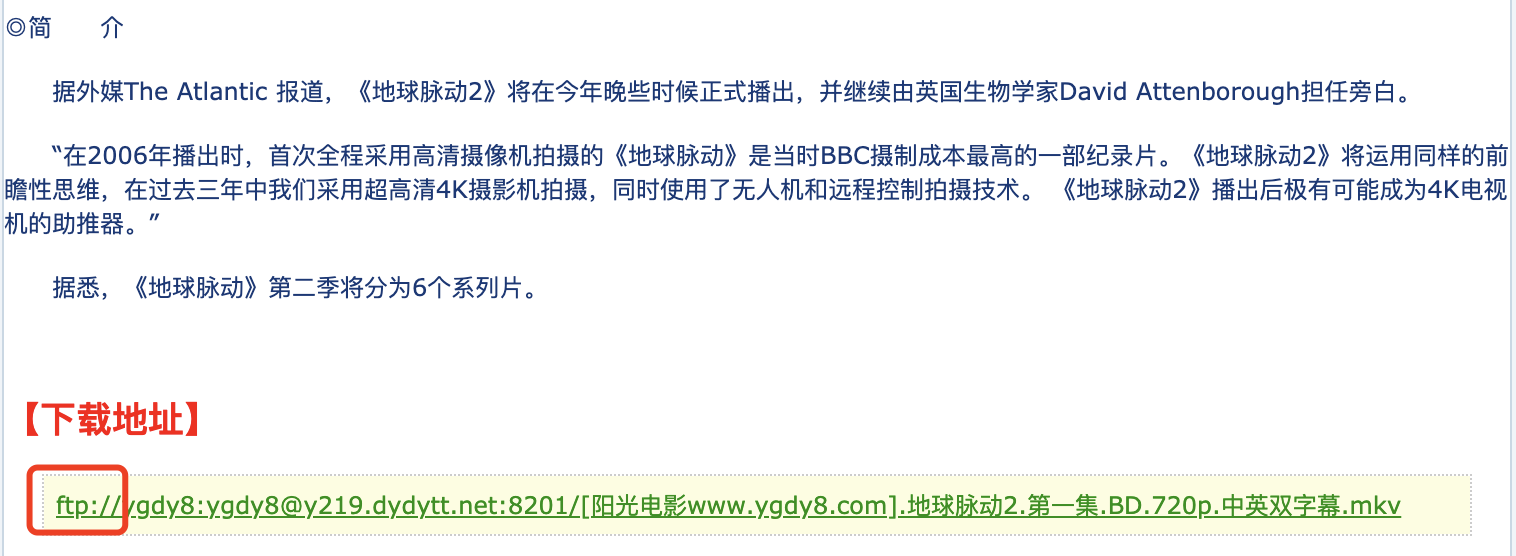 ◎简　　介
据外媒The Atlantic 报道，《地球脉动2》将在今年晚些时候正式播出，并继续由英国生物学家David Attenborough担任旁白。
“在2006年播出时，首次全程采用高清摄像机拍摄的《地球脉动》是当时BBC摄制成本最高的一部纪录片。《地球脉动2》将运用同样的前
瞻性思维，在过去三年中我们采用超高清4K摄影机拍摄，同时使用了无人机和远程控制拍摄技术。 《地球脉动2》播出后极有可能成为4K电视
机的助推器。”
据悉，《地球脉动》第二季将分为6个系列片。
【下载地址】
ftp://ygdy8:ygdy8@y219.dydytt.net:8201/[阳光电影www.ygdy8.com].地球脉动2.第一集.BD.720p.中英双字幕.mkv